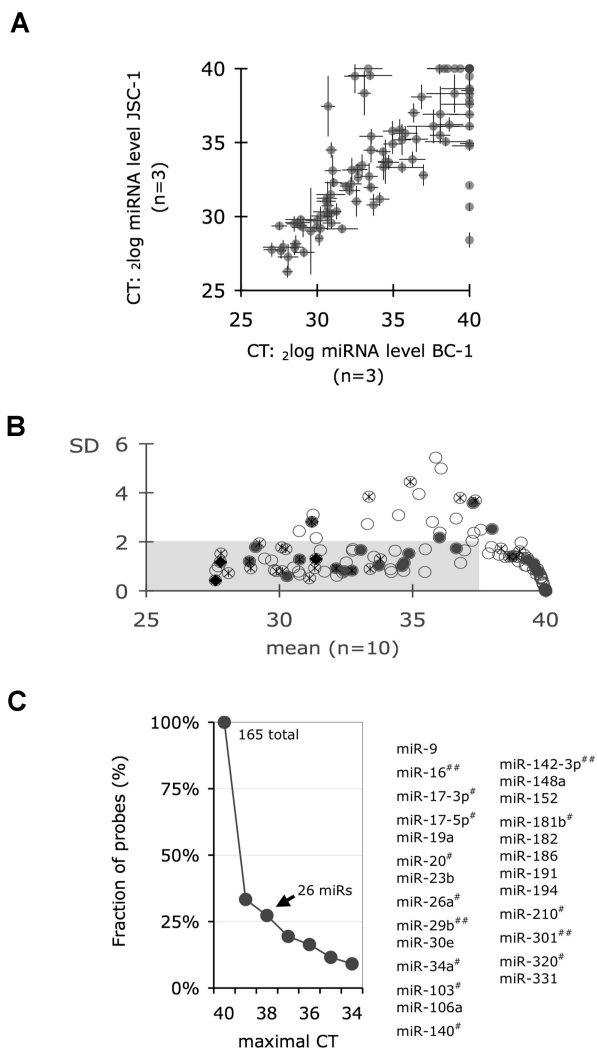 A
CT: 2log miRNA level JSC-1
(n=3)
40
35
30
25
25
30
35
40
CT: 2log miRNA level BC-1
(n=3)
B
SD
6
4
2
0
25
30
35
40
mean (n=10)
C
Fraction of probes (%)
100%
75%
50%
25%
0%
165 total
26 miRs
40
38
36
34
maximal CT
miR-9
miR-16##
miR-17-3p#
miR-17-5p#
miR-19a
miR-20#
miR-23b
miR-26a#
miR-29b##
miR-30e
miR-34a#
miR-103#
miR-106a
miR-140#
miR-142-3p##
miR-148a
miR-152
miR-181b#
miR-182
miR-186
miR-191
miR-194
miR-210#
miR-301##
miR-320#
miR-331